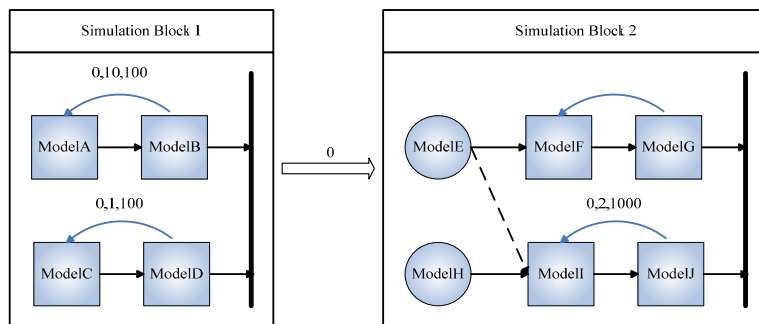 Simulation Block 1
0,10,100
ModelA
ModelB
0,1,100
ModelC
ModelD
0
Simulation Block 2
ModelE
ModelF
ModelG
0,2,1000
ModelH
ModelI
ModelJ